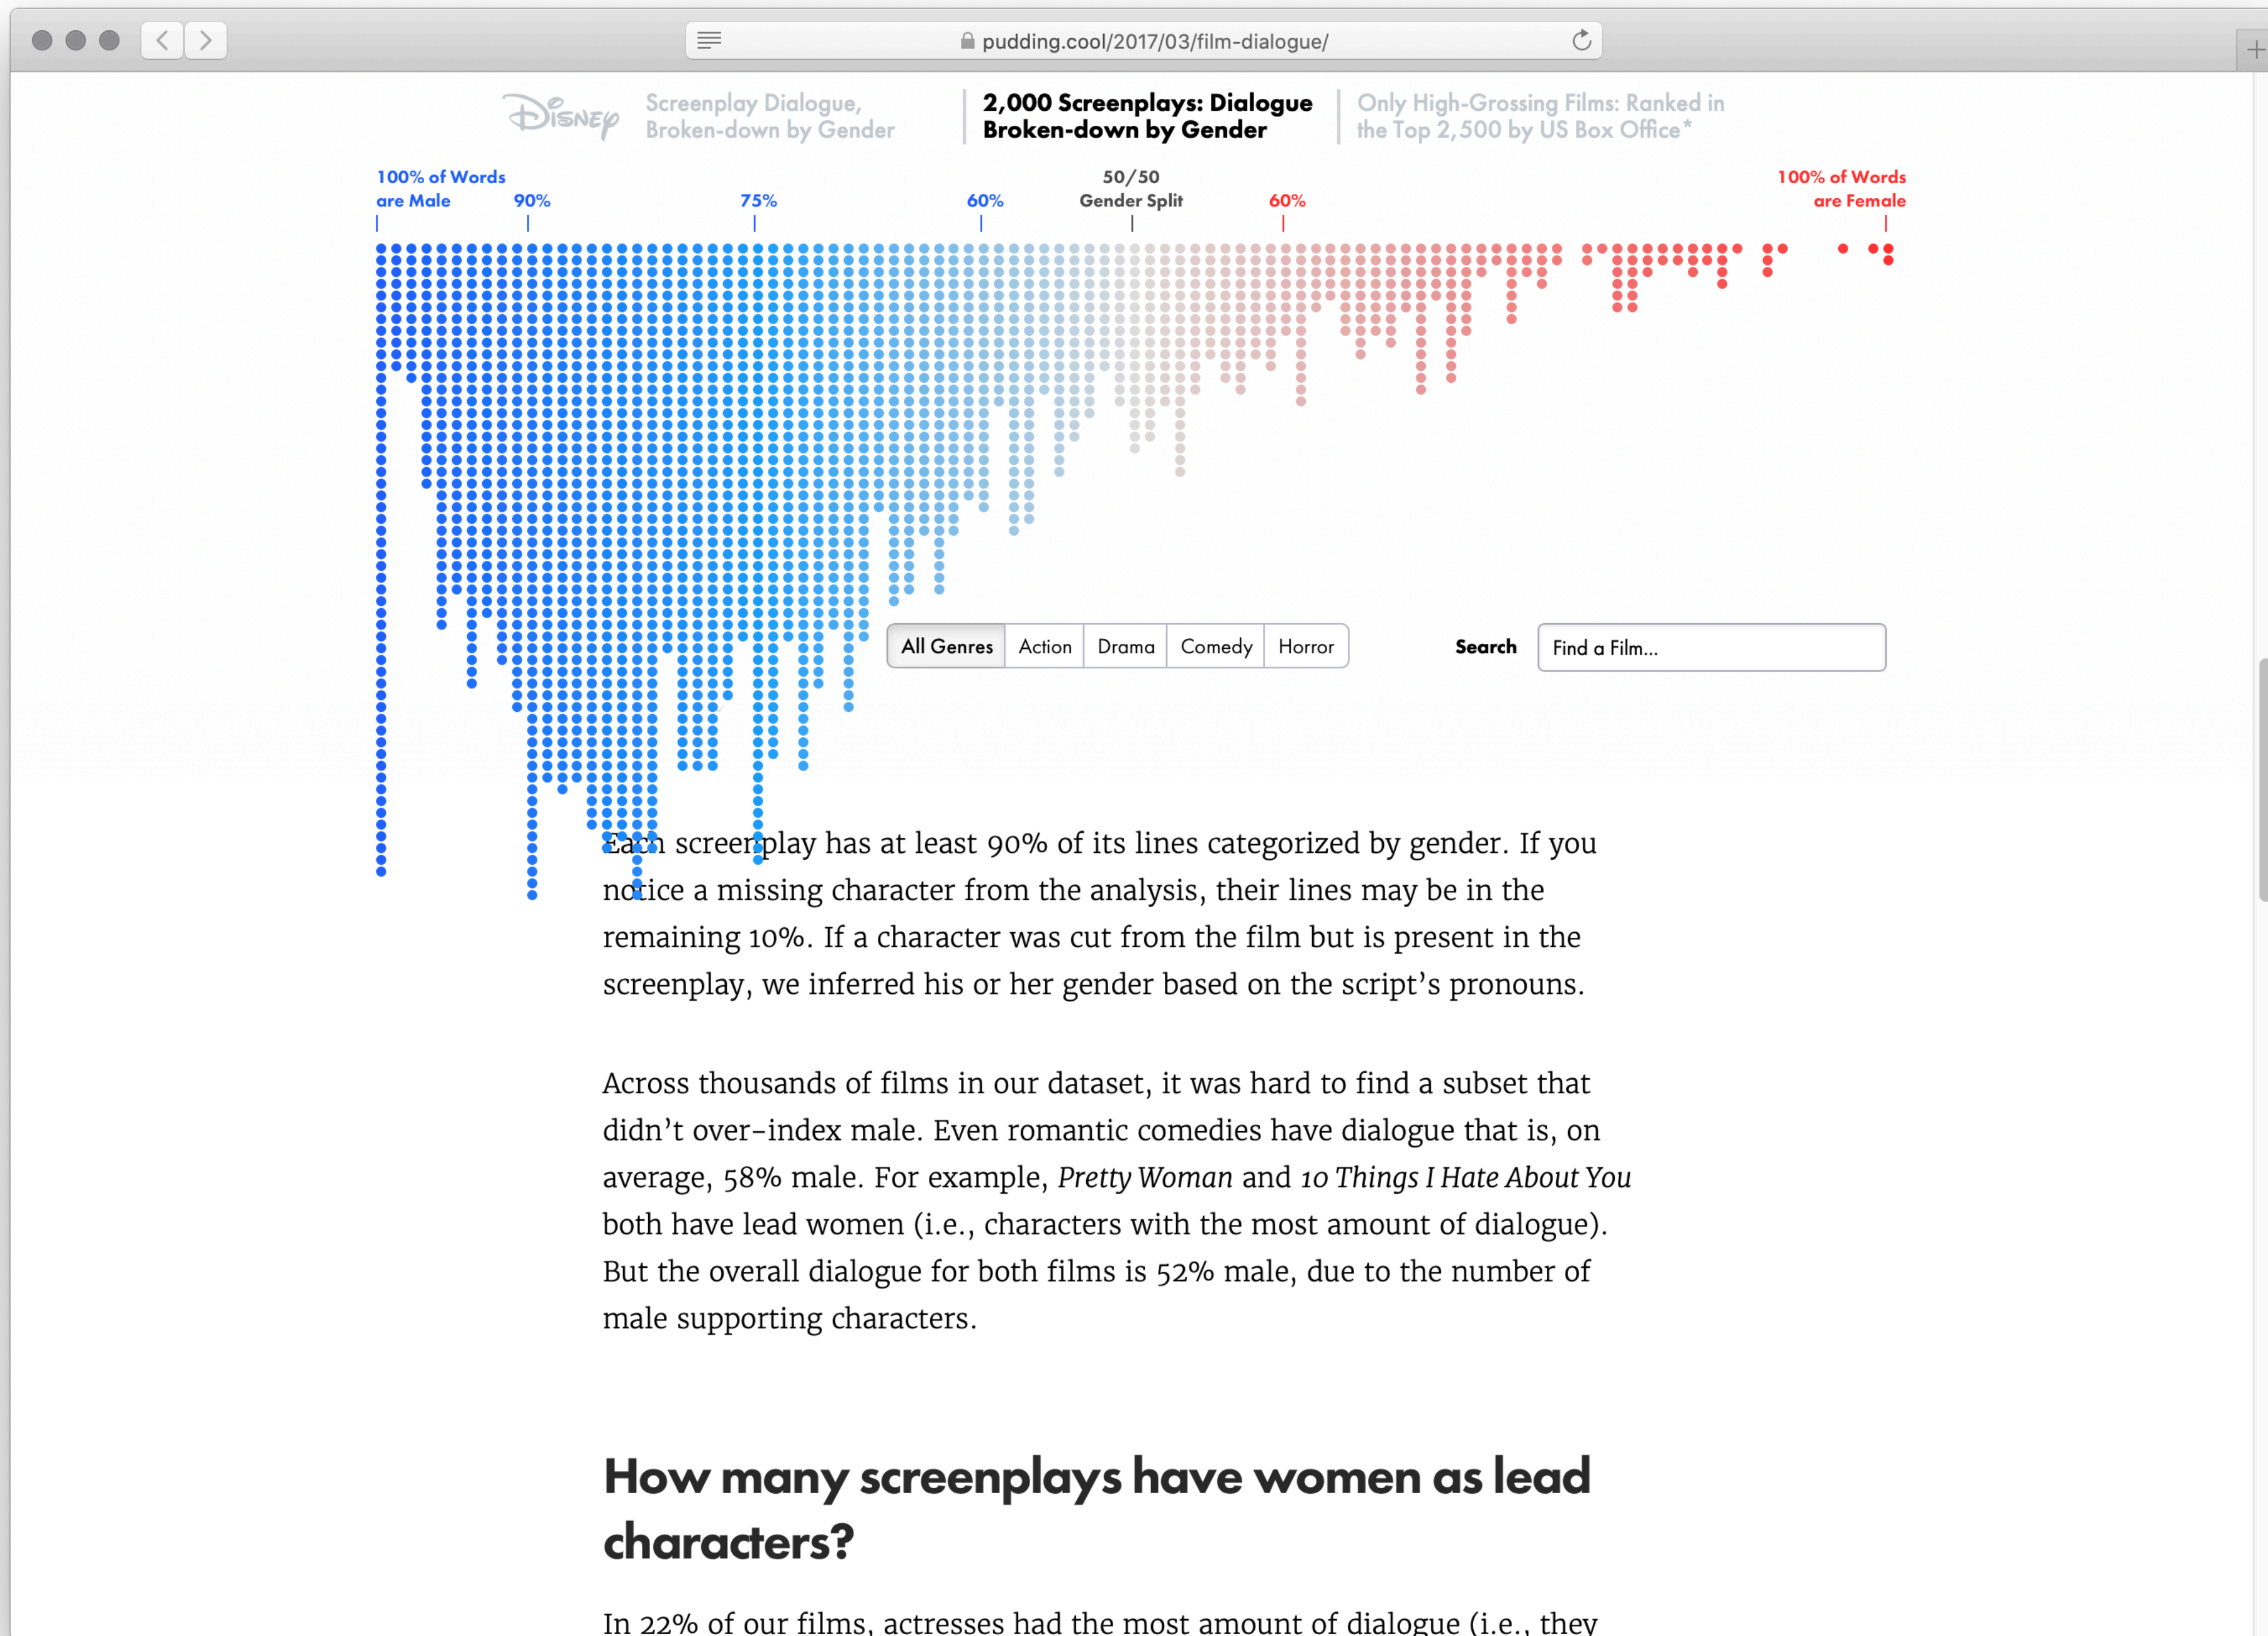 pudding.cool/2017/03/film-dialogue/
Disney
Screenplay Dialogue,
Broken-down by Gender
2,000 Screenplays: Dialogue
Broken-down by Gender
Only High-Grossing Films: Ranked in
the Top 2,500 by US Box Office*
100% of Words
are Male
90%
75%
60%
50/50
Gender Split
60%
100% of Words
are Female
All Genres
Action
Drama
Comedy
Horror
Search
Find a Film...
Each screenplay has at least 90% of its lines categorized by gender. If you
notice a missing character from the analysis, their lines may be in the
remaining 10%. If a character was cut from the film but is present in the
screenplay, we inferred his or her gender based on the script’s pronouns.
Across thousands of films in our dataset, it was hard to find a subset that
didn’t over-index male. Even romantic comedies have dialogue that is, on
average, 58% male. For example, Pretty Woman and 10 Things I Hate About You
both have lead women (i.e., characters with the most amount of dialogue).
But the overall dialogue for both films is 52% male, due to the number of
male supporting characters.
How many screenplays have women as lead
characters?
In 22% of our films, actresses had the most amount of dialogue (i.e., they